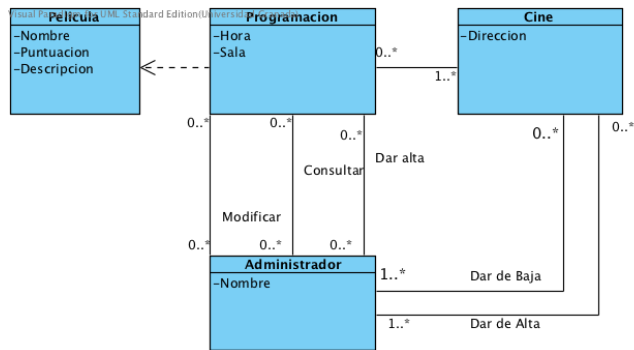 Visual Paradigm for UML Standard Edition(Universidad Granada)
Pelicula
-Nombre
-Puntuacion
-Descripcion
Programacion
-Hora
-Sala
Cine
-Direccion
0..*
1..*
0..*
0..*
0..*
0..*
0..*
Consultar
Dar alta
Modificar
0..*
0..*
0..*
Administrador
-Nombre
1..*
Dar de Baja
1..*
Dar de Alta